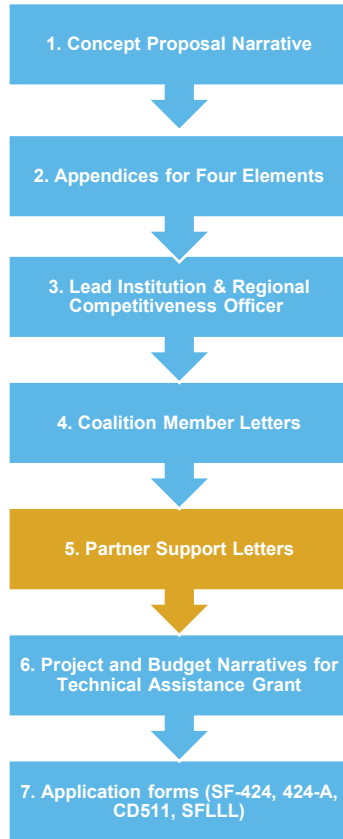 1. Concept Proposal Narrative
2. Appendices for Four Elements
3. Lead Institution & Regional
Competitiveness Officer
4. Coalition Member Letters
5. Partner Support Letters
6. Project and Budget Narratives for
Technical Assistance Grant
7. Application forms (SF-424, 424-A,
CD511, SFLLL)